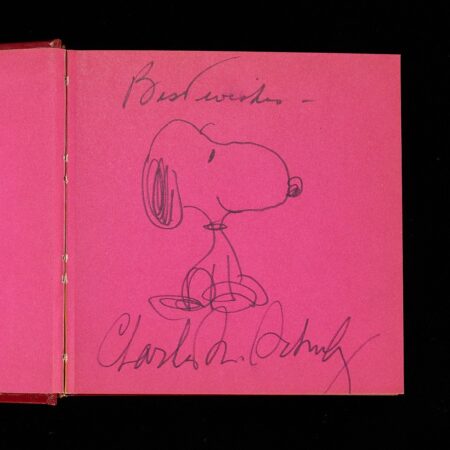 Best wishes -
Charles M. Schulz